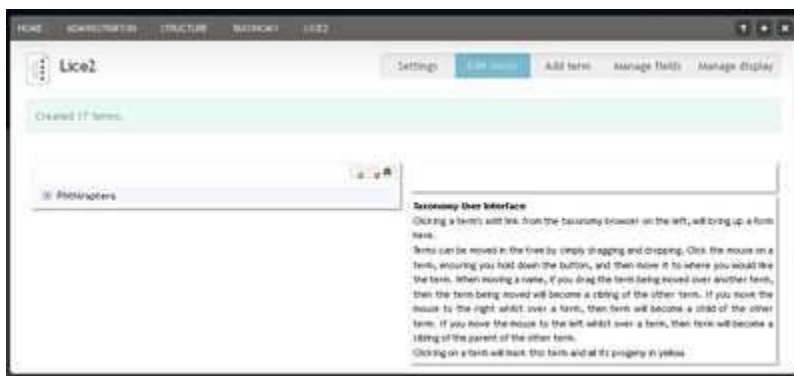 HOME ADMINISTRATION STRUCTURE TAXONOMY LICE2
Lice2
Settings Edit terms Add term Manage fields Manage display
Created 17 terms.
Phthiraptera
Taxonomy User Interface
Clicking a term's edit link from the taxonomy browser on the left, will bring up a form
here.
Terms can be moved in the tree by simply dragging and dropping. Click the mouse on a
term, ensuring you hold down the button, and then move it to where you would like
the term. When moving a name, if you drag the term being moved over another term,
then the term being moved will become a sibling of the other term. If you move the
mouse to the right whilst over a term, then term will become a child of the other
term. If you move the mouse to the left whilst over a term, then term will become a
sibling of the parent of the other term.
Clicking on a term will mark this term and all its progeny in yellow.